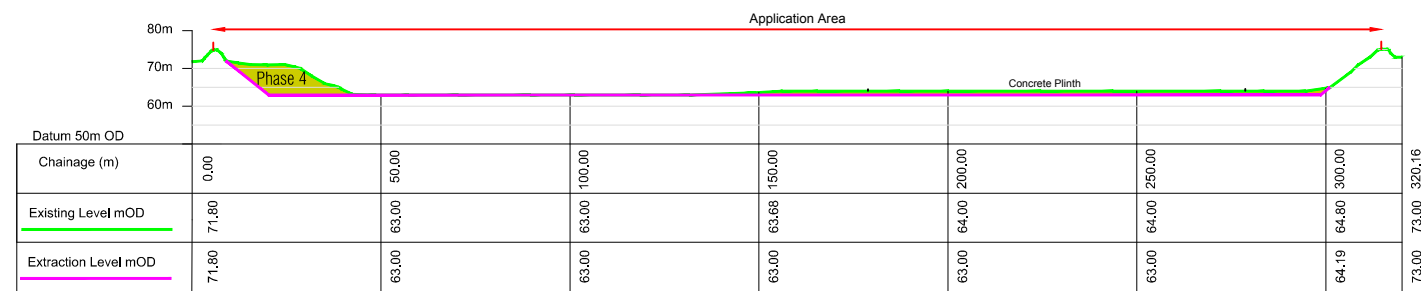 Application Area
80m
70m
Phase 4
Concrete Plinth
60m
Datum 50m OD
Chainage (m) 0.00 50.00 100.00 150.00 200.00 250.00 300.00 320.16
Existing Level mOD 71.80 63.00 63.00 63.68 64.00 64.00 64.80 73.00
Extraction Level mOD 71.80 63.00 63.00 63.00 63.00 63.00 64.19 73.00